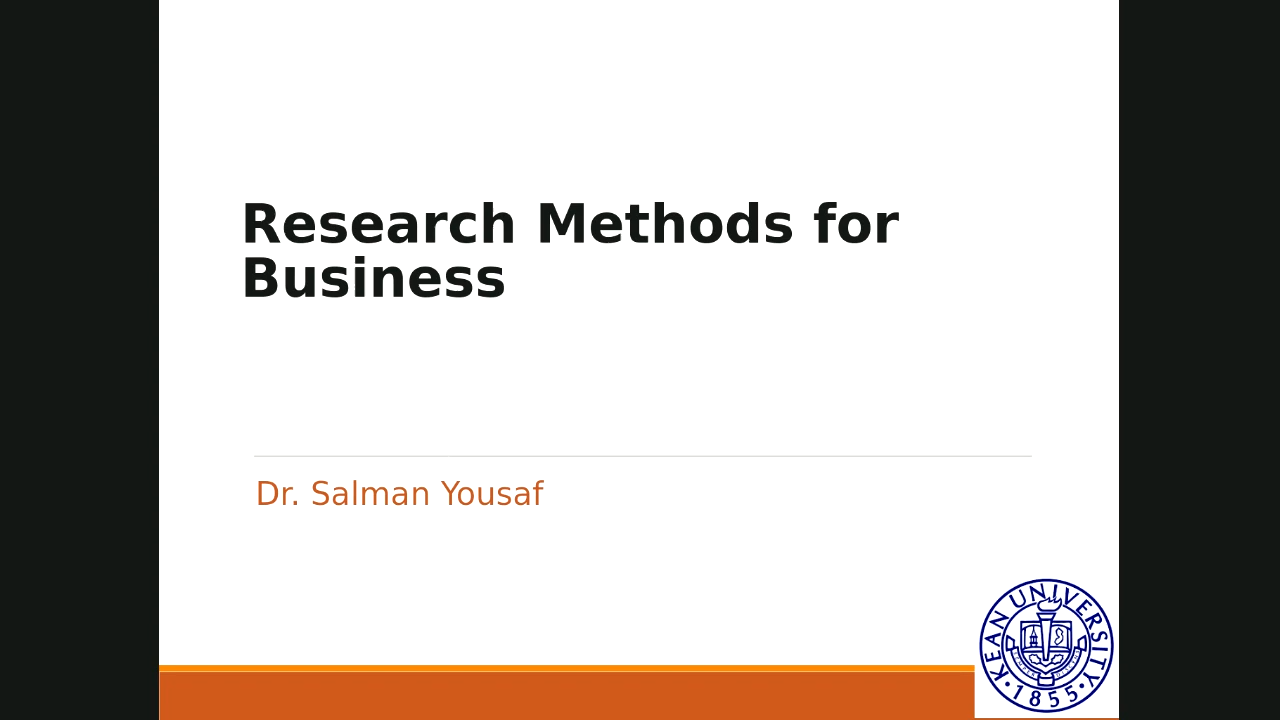 Research Methods for
Business
Dr. Salman Yousaf
KEAN UNIVERSITY
1855